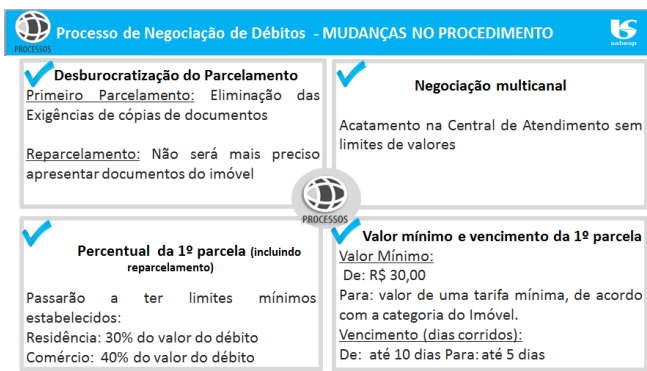 Processo de Negociação de Débitos - MUDANÇAS NO PROCEDIMENTO
PROCESSOS
sabesp
Desburocratização do Parcelamento
Primeiro Parcelamento: Eliminação das
Exigências de cópias de documentos
Reparcelamento: Não será mais preciso
apresentar documentos do imóvel
Negociação multicanal
Acatamento na Central de Atendimento sem
limites de valores
PROCESSOS
Percentual da 1º parcela (incluindo
reparcelamento)
Passarão a ter limites mínimos
estabelecidos:
Residência: 30% do valor do débito
Comércio: 40% do valor do débito
Valor mínimo e vencimento da 1º parcela
Valor Mínimo:
De: R$ 30,00
Para: valor de uma tarifa mínima, de acordo
com a categoria do Imóvel.
Vencimento (dias corridos):
De: até 10 dias Para: até 5 dias